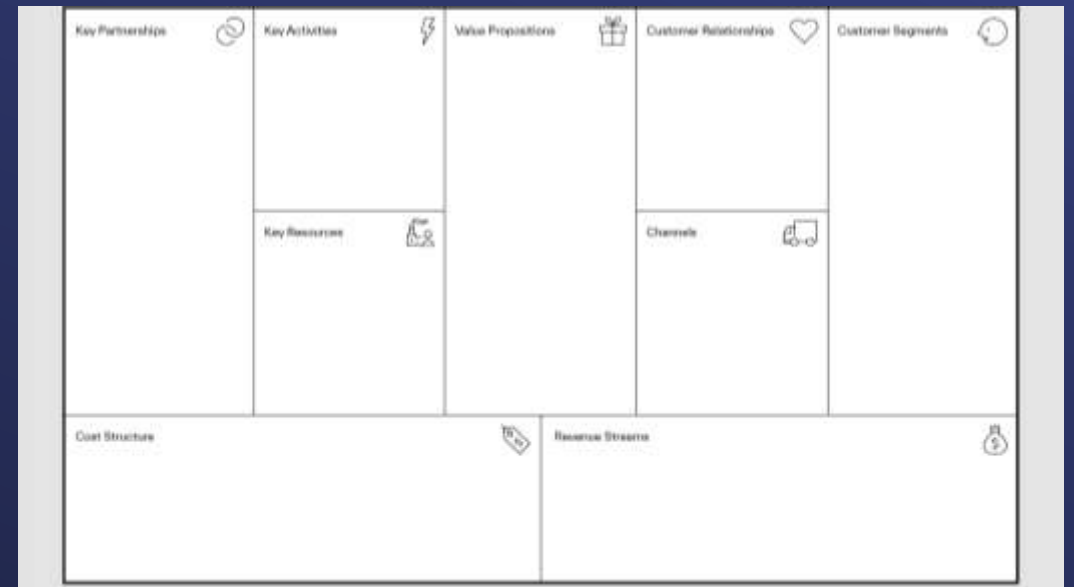 Key Partnerships
Key Activities
Value Propositions
Customer Relationships
Customer Segments
Key Resources
Channels
Cost Structure
Revenue Streams
$